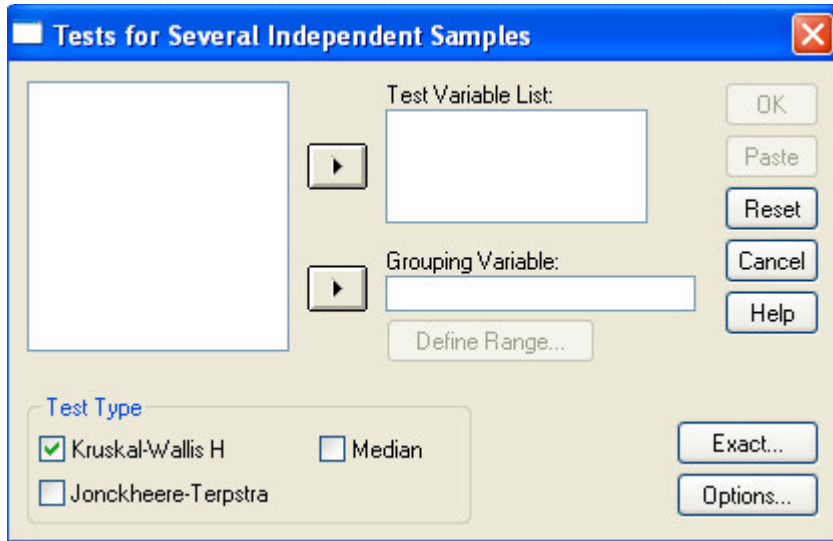 Tests for Several Independent Samples
Test Variable List:
OK
Paste
Reset
Grouping Variable:
Cancel
Help
Define Range...
Test Type
Kruskal-Wallis H
Median
Jonckheere-Terpstra
Exact...
Options...